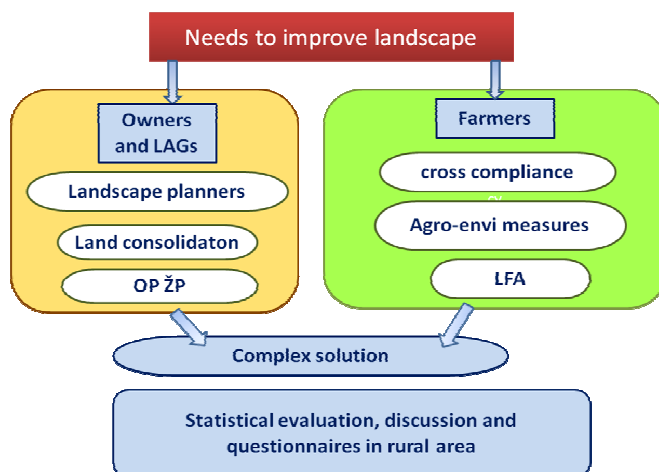 Needs to improve landscape
Owners
and LAGs
Landscape planners
Land consolidaton
OP ŽP
Farmers
cross compliance
Agro-envi measures
LFA
Complex solution
Statistical evaluation, discussion and
questionnaires in rural area